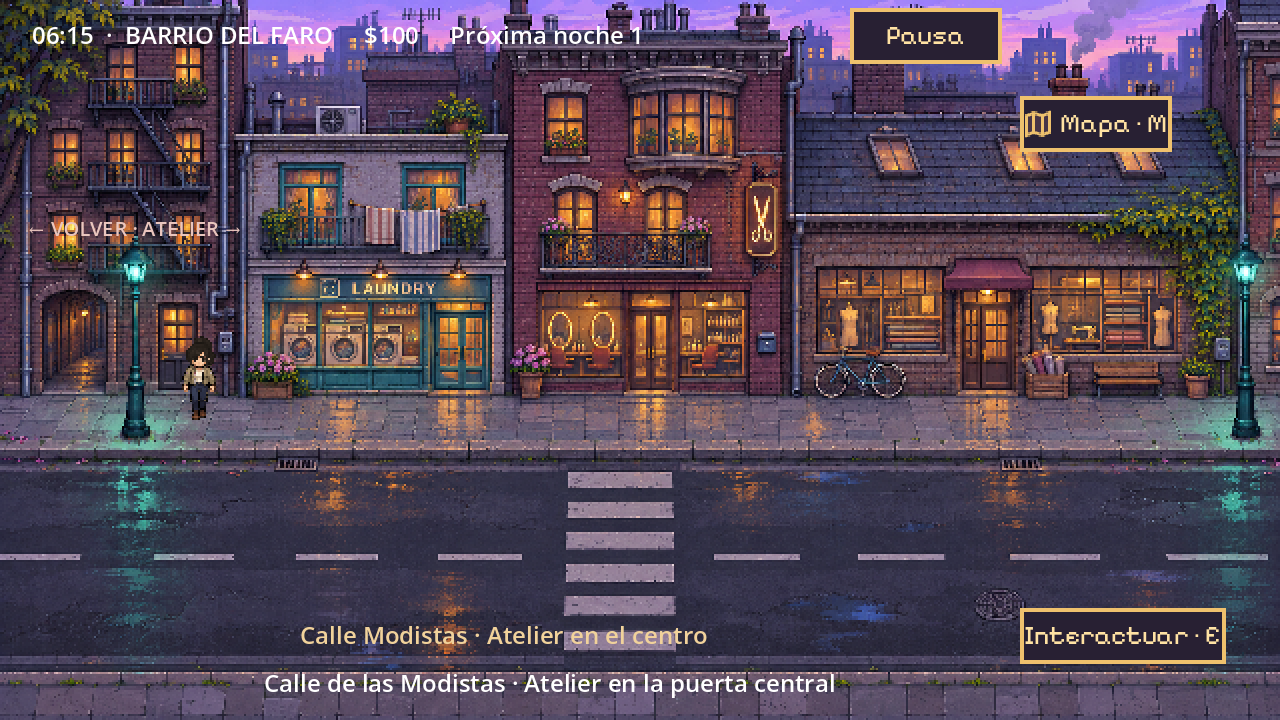 06:15 · BARRIO DEL FARO $100 Próxima noche 1
Pausa
Mapa · M
← VOLVER · ATELIER →
LAUNDRY
Calle Modistas · Atelier en el centro
Interactuar · E
Calle de las Modistas · Atelier en la puerta central